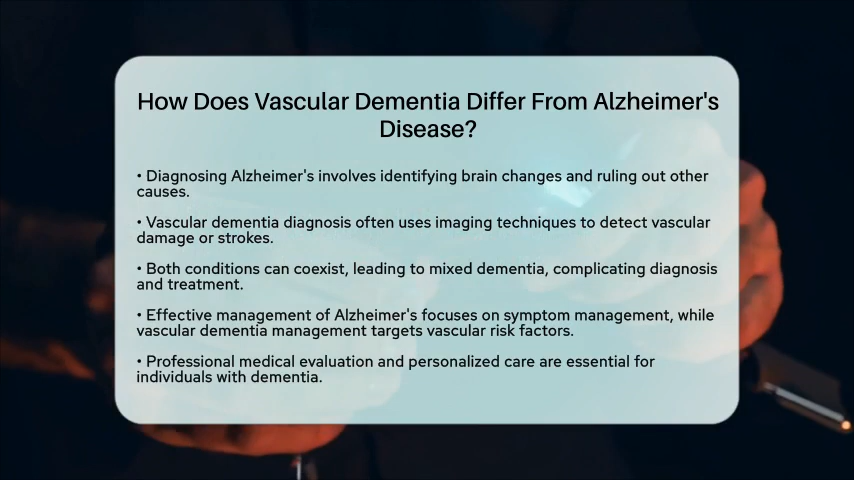 How Does Vascular Dementia Differ From Alzheimer's
Disease?
• Diagnosing Alzheimer's involves identifying brain changes and ruling out other
causes.
• Vascular dementia diagnosis often uses imaging techniques to detect vascular
damage or strokes.
• Both conditions can coexist, leading to mixed dementia, complicating diagnosis
and treatment.
• Effective management of Alzheimer's focuses on symptom management, while
vascular dementia management targets vascular risk factors.
• Professional medical evaluation and personalized care are essential for
individuals with dementia.